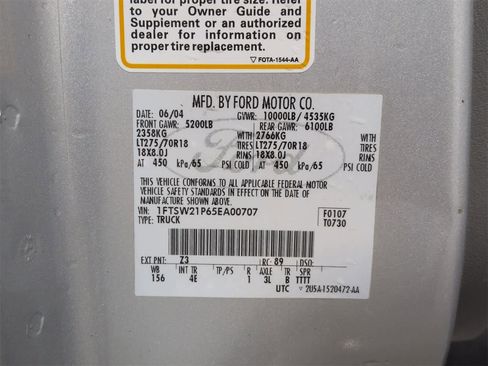 label for proper tire size. Refer
to your Owner Guide and
Supplement or an authorized
dealer for information on
proper tire replacement.
▽ FOTA-1544-AA
MFD. BY FORD MOTOR CO.
DATE: 06/04 GVWR: 10000LB/ 4535KG
FRONT GAWR: 5200LB REAR GAWR: 6100LB
2358KG WITH 2766KG WITH
LT275/70R18 TIRES LT275/70R18 TIRES
18X8.0J RIMS 18X8.0J RIMS
AT 450 kPa/65 PSI COLD AT 450 kPa/65 PSI COLD
THIS VEHICLE CONFORMS TO ALL APPLICABLE FEDERAL MOTOR
VEHICLE SAFETY STANDARDS IN EFFECT ON THE DATE OF
MANUFACTURE SHOWN ABOVE.
VIN: 1FTSW21P65EA00707 F0107
TYPE: TRUCK T0730
EXT PNT: Z3 RC: 89 DSO:
WB INT TR TP/PS R AXLE TR SPR
156 4E 1 3L B TTTT
UTC ▽ 2U5A-1520472-AA